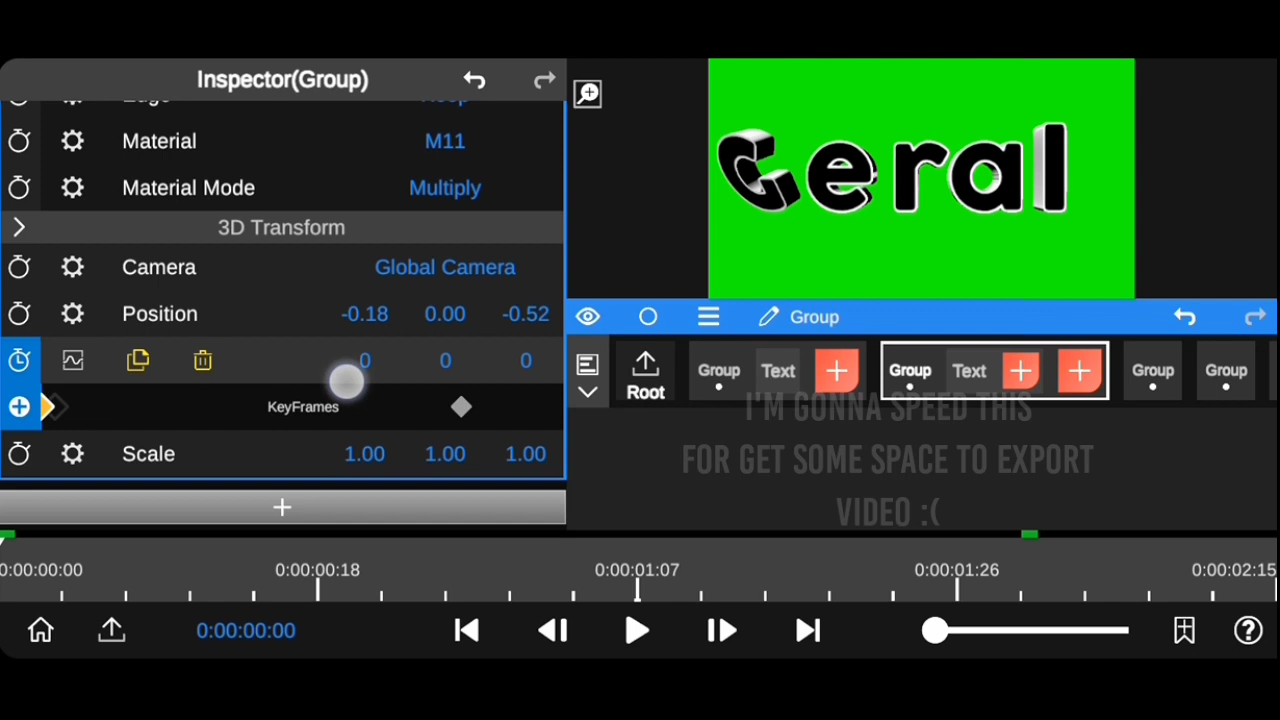 Inspector(Group)
Material M11
Material Mode Multiply
3D Transform
Camera Global Camera
Position -0.18 0.00 -0.52
0 0 0
KeyFrames
Scale 1.00 1.00 1.00
+
Geral
Group
Root Group Text Group Text Group Group
I'M GONNA SPEED THIS
FOR GET SOME SPACE TO EXPORT
VIDEO :(
0:00:00:00 0:00:00:18 0:00:01:07 0:00:01:26 0:00:02:15
0:00:00:00